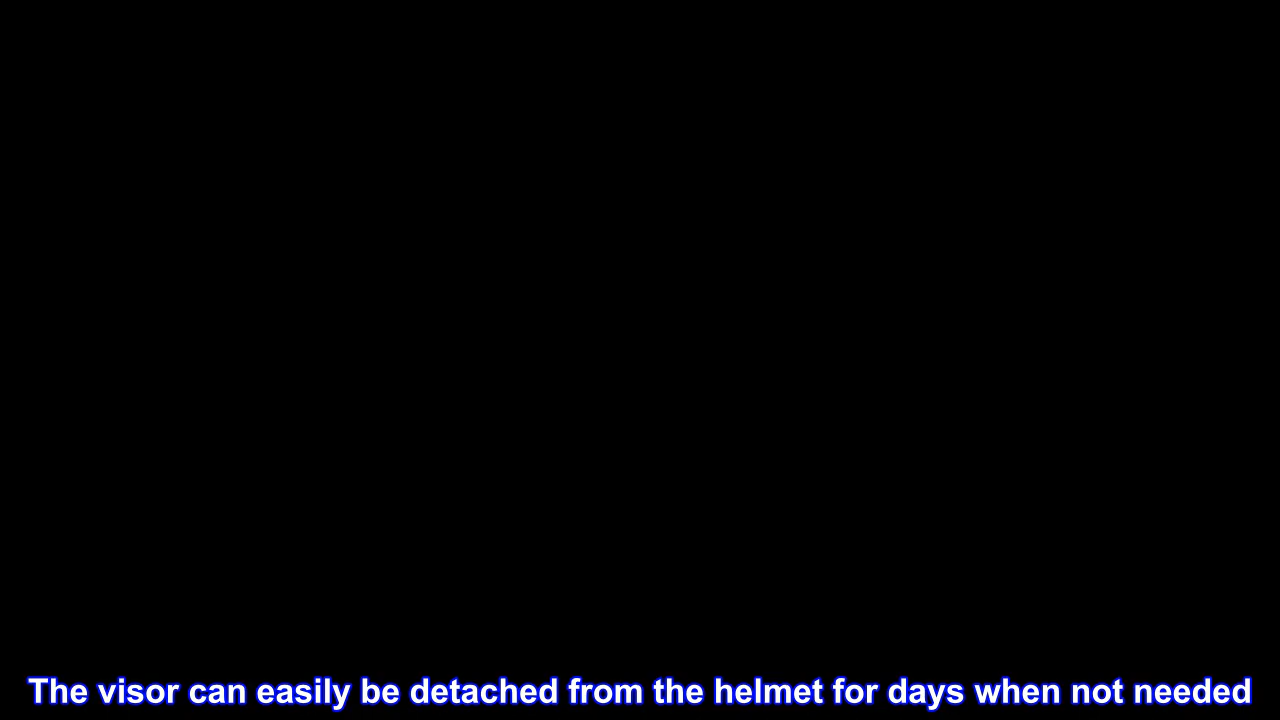 The visor can easily be detached from the helmet for days when not needed